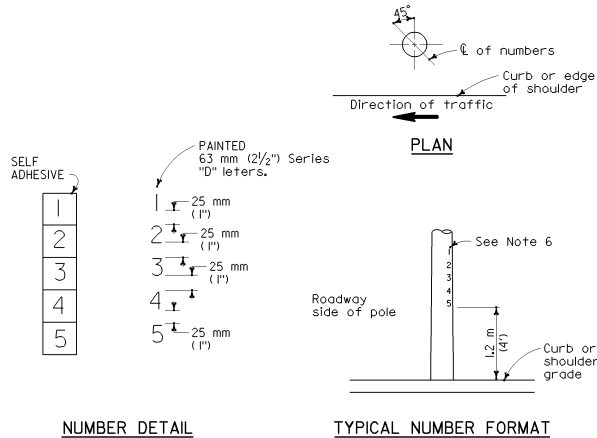 45°
℄ of numbers
Curb or edge
of shoulder
Direction of traffic
PLAN
SELF
ADHESIVE
1
2
3
4
5
PAINTED
63 mm (2½") Series
"D" leters.
1
25 mm
(1")
2
25 mm
(1")
3
25 mm
(1")
4
5
25 mm
(1")
NUMBER DETAIL
See Note 6
1
2
3
4
5
Roadway
side of pole
1.2 m
(4')
Curb or
shoulder
grade
TYPICAL NUMBER FORMAT